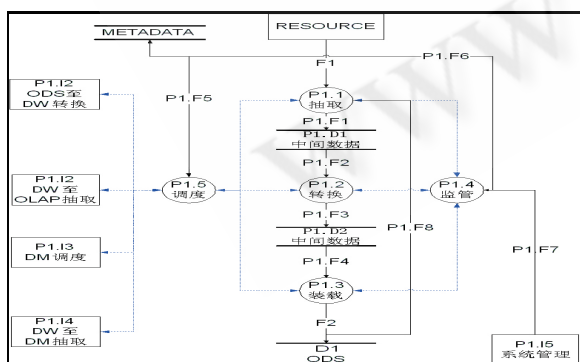 METADATA
RESOURCE
F1
P1.F6
P1.I2
ODS至
DW转换
P1.F5
P1.1
抽取
P1.F1
P1.D1
中间数据
P1.F2
P1.I2
DW至
OLAP抽取
P1.5
调度
P1.2
转换
P1.4
监管
P1.F3
P1.F8
P1.D2
中间数据
P1.F7
P1.I3
DM调度
P1.F4
P1.3
装载
P1.I4
DW至
DM抽取
F2
D1
ODS
P1.I5
系统管理
WWW